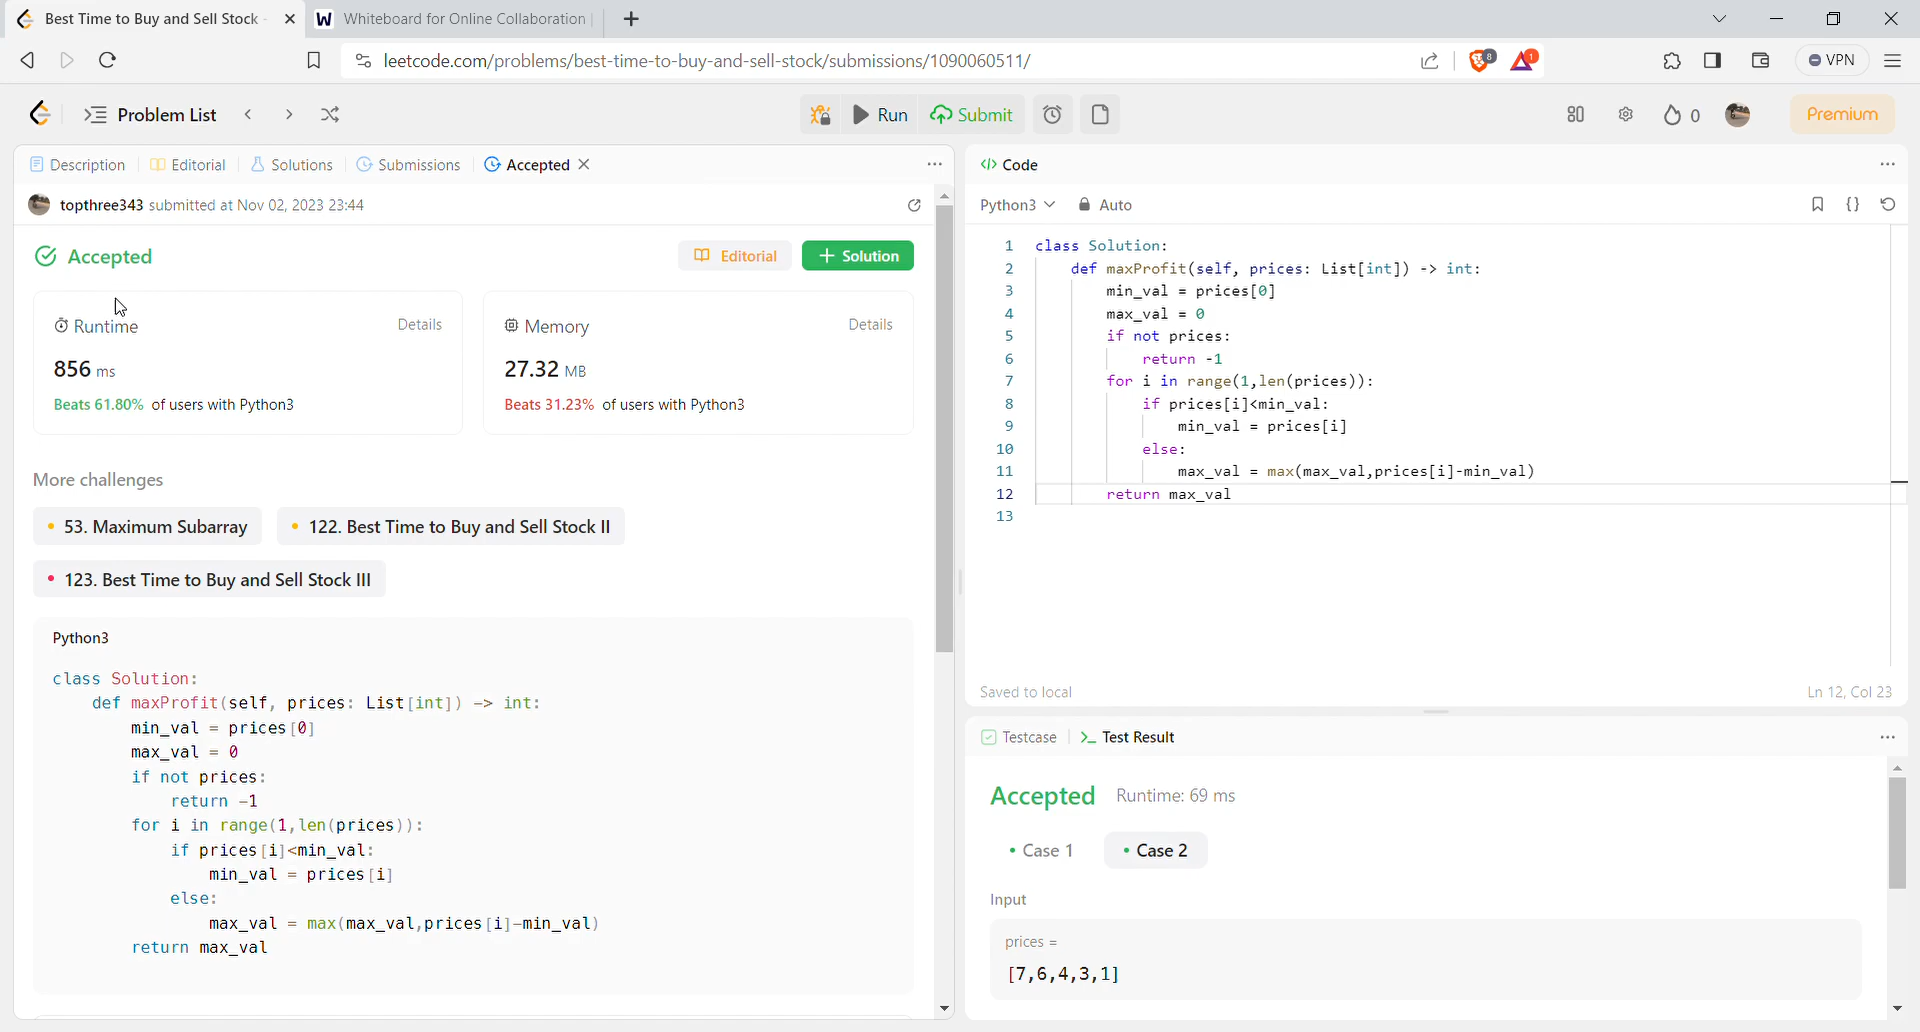 Best Time to Buy and Sell Stock
W Whiteboard for Online Collaboration
leetcode.com/problems/best-time-to-buy-and-sell-stock/submissions/1090060511/
8
1
VPN
Problem List
Run
Submit
0
Premium
Description
Editorial
Solutions
Submissions
Accepted
topthree343 submitted at Nov 02, 2023 23:44
Accepted
Editorial
+ Solution
Runtime
Details
856 ms
Beats 61.80% of users with Python3
Memory
Details
27.32 MB
Beats 31.23% of users with Python3
More challenges
53. Maximum Subarray
122. Best Time to Buy and Sell Stock II
123. Best Time to Buy and Sell Stock III
Python3
class Solution:
    def maxProfit(self, prices: List[int]) -> int:
        min_val = prices[0]
        max_val = 0
        if not prices:
            return -1
        for i in range(1,len(prices)):
            if prices[i]<min_val:
                min_val = prices[i]
            else:
                max_val = max(max_val,prices[i]-min_val)
        return max_val
</> Code
Python3
Auto
{}
1 class Solution:
2     def maxProfit(self, prices: List[int]) -> int:
3         min_val = prices[0]
4         max_val = 0
5         if not prices:
6             return -1
7         for i in range(1,len(prices)):
8             if prices[i]<min_val:
9                 min_val = prices[i]
10             else:
11                 max_val = max(max_val,prices[i]-min_val)
12         return max_val
13
Saved to local
Ln 12, Col 23
Testcase
>_ Test Result
Accepted
Runtime: 69 ms
Case 1
Case 2
Input
prices =
[7,6,4,3,1]